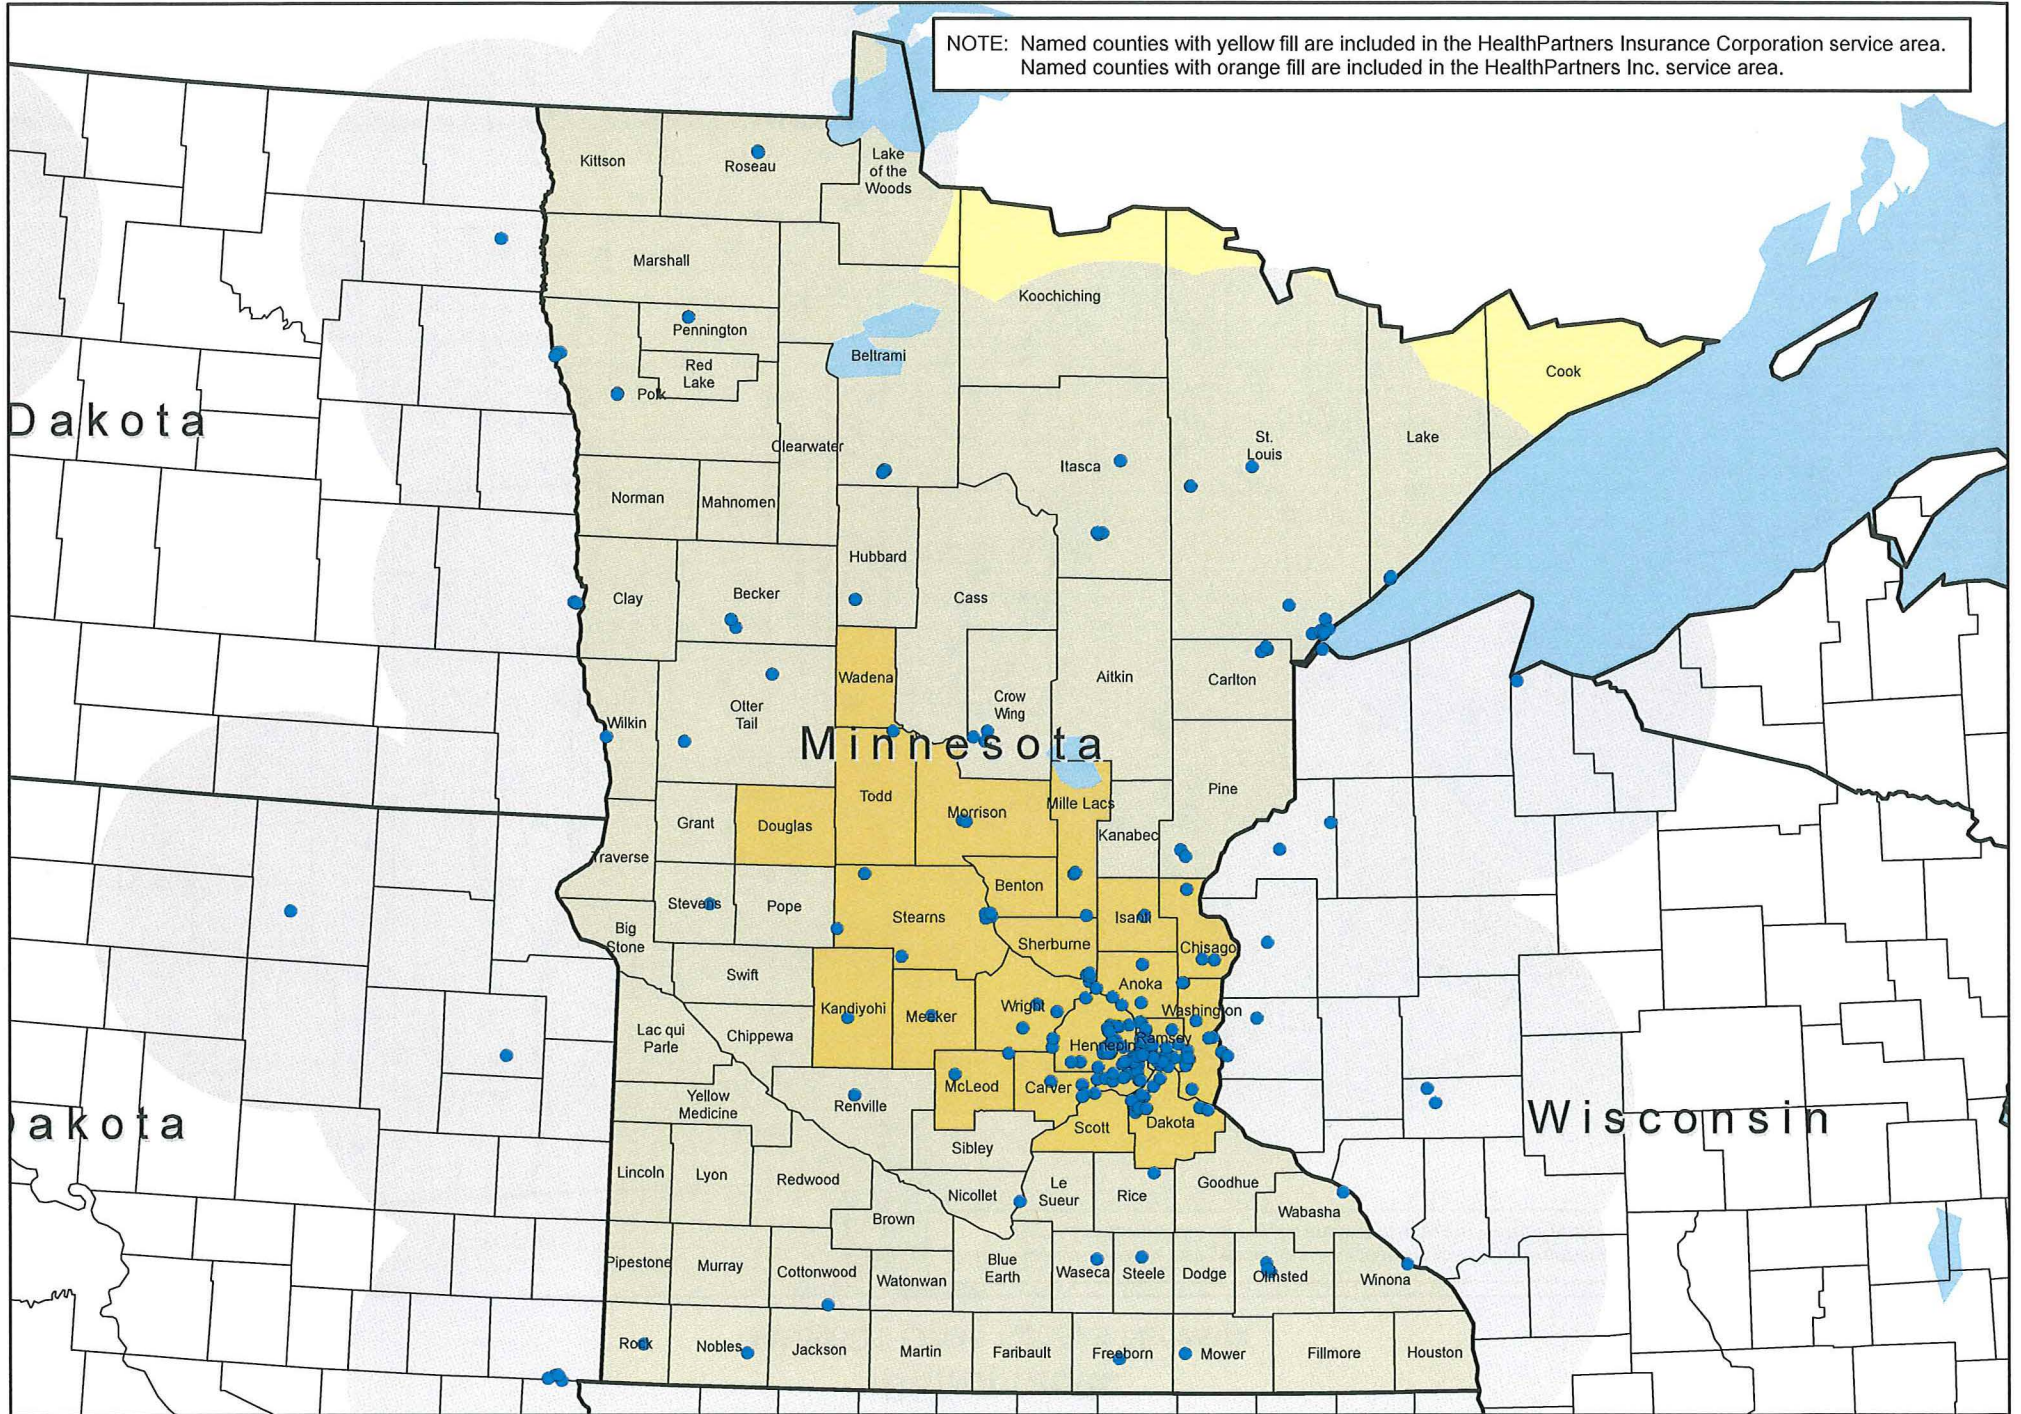 NOTE: Named counties with yellow fill are included in the HealthPartners Insurance Corporation service area.
Named counties with orange fill are included in the HealthPartners Inc. service area.
Kittson
Roseau
Lake
of the
Woods
Marshall
Koochiching
Pennington
Beltrami
Red
Lake
Cook
Polk
Dakota
Clearwater
St.
Louis
Lake
Itasca
Norman
Mahnomen
Hubbard
Clay
Becker
Cass
Wadena
Aitkin
Carlton
Crow
Wing
Otter
Tail
Wilkin
Minnesota
Pine
Todd
Morrison
Mille Lacs
Grant
Douglas
Kanabec
Traverse
Benton
Stevens
Pope
Stearns
Isanti
Big
Stone
Sherburne
Chisago
Swift
Anoka
Kandiyohi
Meeker
Wright
Washington
Lac qui
Parle
Chippewa
Hennepin
Ramsey
McLeod
Carver
Yellow
Medicine
Renville
Dakota
Wisconsin
Scott
Dakota
Sibley
Lincoln
Lyon
Redwood
Nicollet
Le
Sueur
Rice
Goodhue
Wabasha
Brown
Pipestone
Murray
Cottonwood
Watonwan
Blue
Earth
Waseca
Steele
Dodge
Olmsted
Winona
Rock
Nobles
Jackson
Martin
Faribault
Freeborn
Mower
Fillmore
Houston